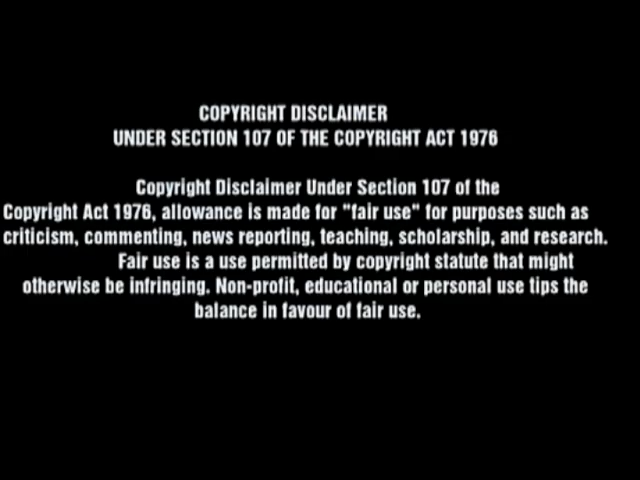 COPYRIGHT DISCLAIMER
UNDER SECTION 107 OF THE COPYRIGHT ACT 1976
Copyright Disclaimer Under Section 107 of the
Copyright Act 1976, allowance is made for "fair use" for purposes such as
criticism, commenting, news reporting, teaching, scholarship, and research.
Fair use is a use permitted by copyright statute that might
otherwise be infringing. Non-profit, educational or personal use tips the
balance in favour of fair use.